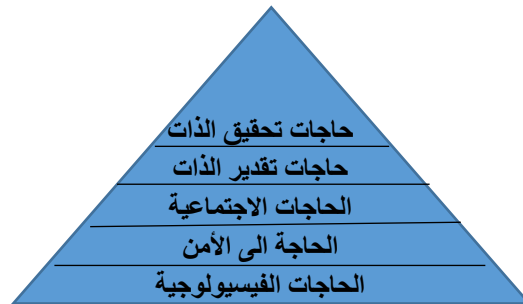 حاجات تحقيق الذات
حاجات تقدير الذات
الحاجات الاجتماعية
الحاجة الى الأمن
الحاجات الفيسيولوجية